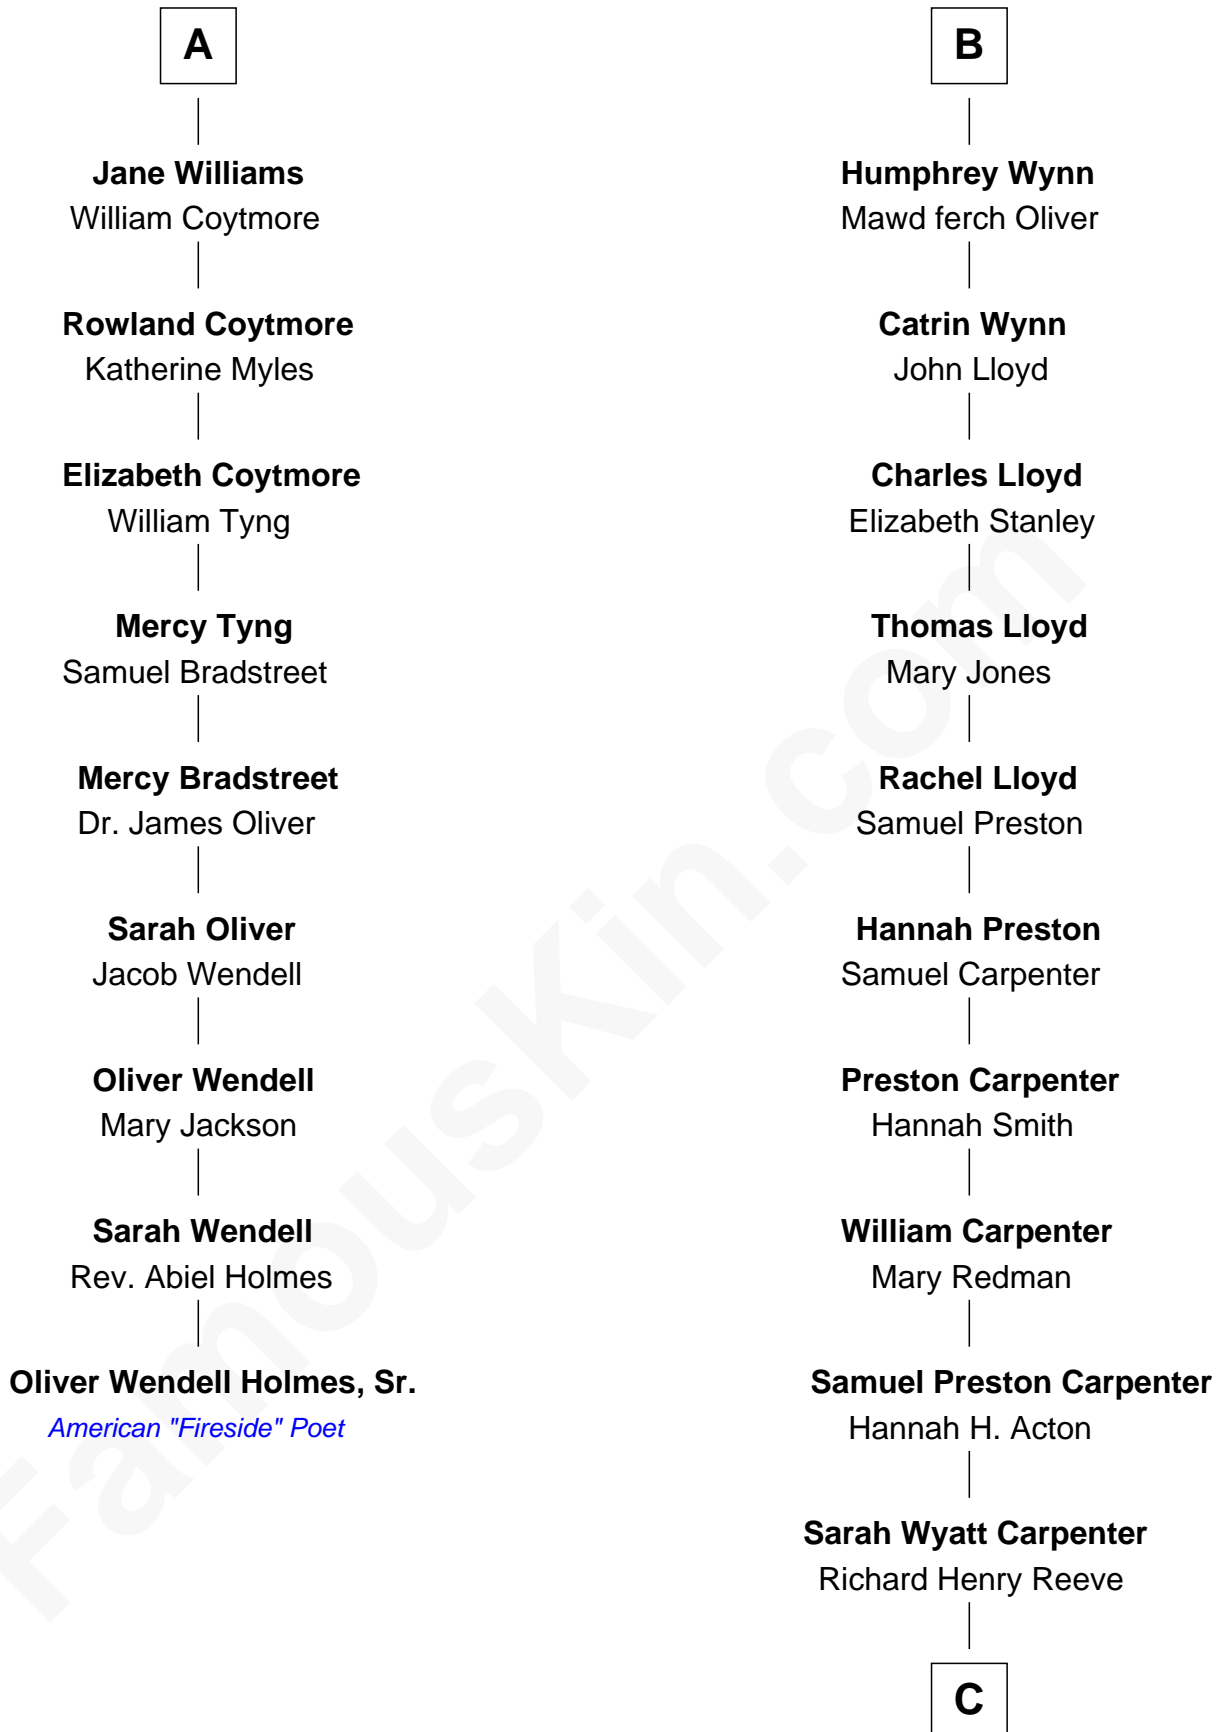 A
Jane Williams
William Coytmore
Rowland Coytmore
Katherine Myles
Elizabeth Coytmore
William Tyng
Mercy Tyng
Samuel Bradstreet
Mercy Bradstreet
Dr. James Oliver
Sarah Oliver
Jacob Wendell
Oliver Wendell
Mary Jackson
Sarah Wendell
Rev. Abiel Holmes
Oliver Wendell Holmes, Sr.
American "Fireside" Poet
B
Humphrey Wynn
Mawd ferch Oliver
Catrin Wynn
John Lloyd
Charles Lloyd
Elizabeth Stanley
Thomas Lloyd
Mary Jones
Rachel Lloyd
Samuel Preston
Hannah Preston
Samuel Carpenter
Preston Carpenter
Hannah Smith
William Carpenter
Mary Redman
Samuel Preston Carpenter
Hannah H. Acton
Sarah Wyatt Carpenter
Richard Henry Reeve
C
FamousKin.com